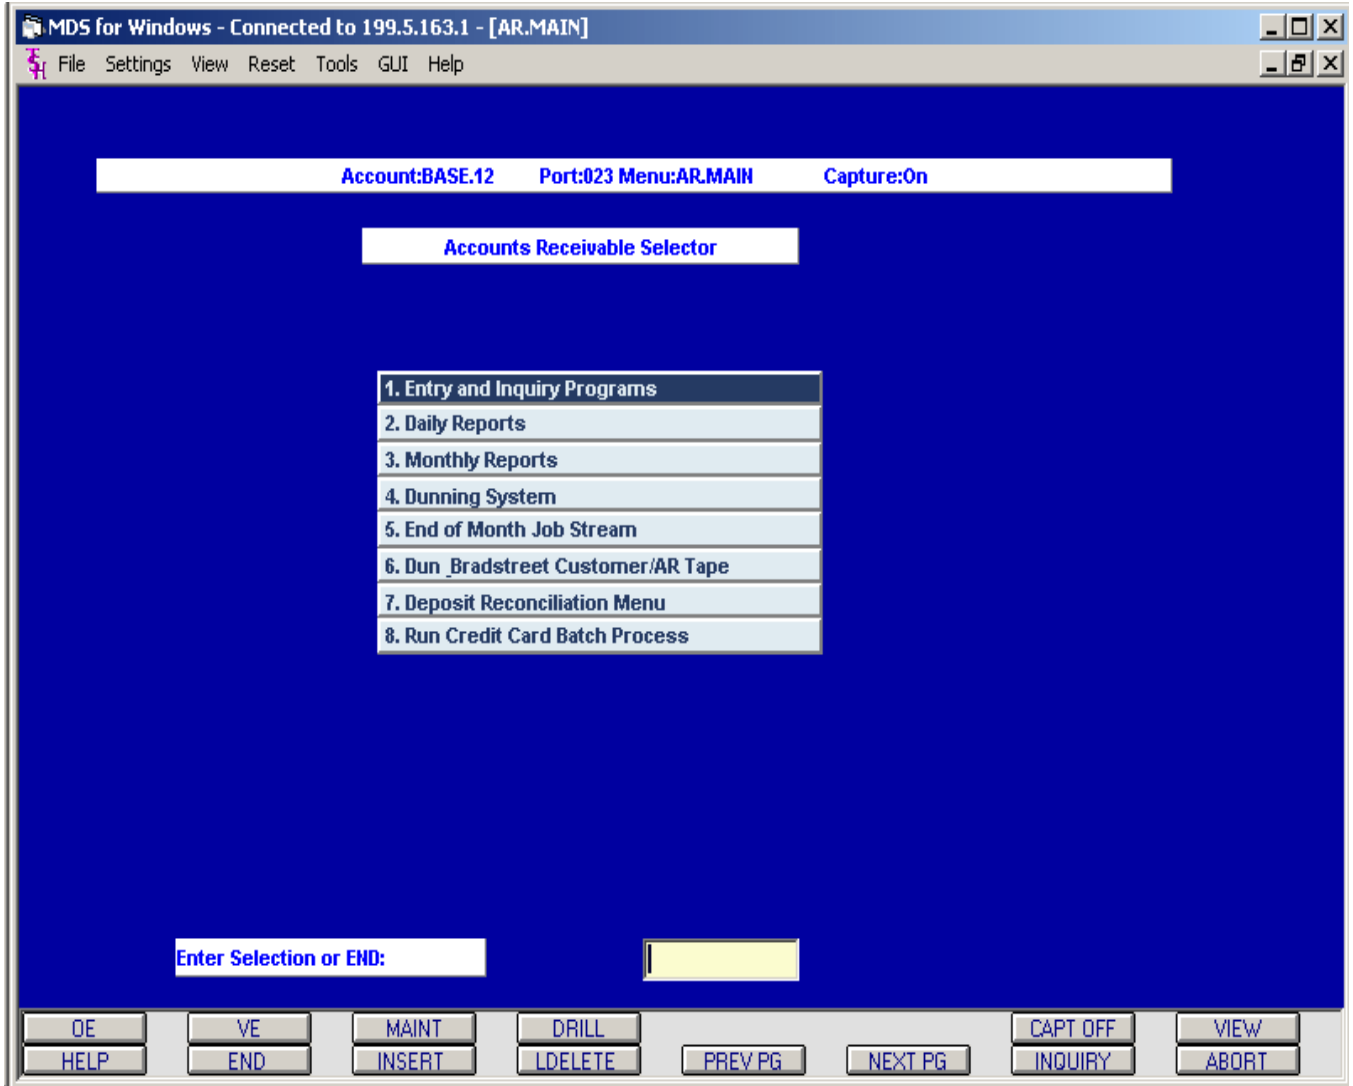 MDS for Windows - Connected to 199.5.163.1 - [AR.MAIN]
File Settings View Reset Tools GUI Help
Account:BASE.12 Port:023 Menu:AR.MAIN Capture:On
Accounts Receivable Selector
1. Entry and Inquiry Programs
2. Daily Reports
3. Monthly Reports
4. Dunning System
5. End of Month Job Stream
6. Dun _Bradstreet Customer/AR Tape
7. Deposit Reconciliation Menu
8. Run Credit Card Batch Process
Enter Selection or END:
OE VE MAINT DRILL CAPT OFF VIEW
HELP END INSERT LDELETE PREV PG NEXT PG INQUIRY ABORT